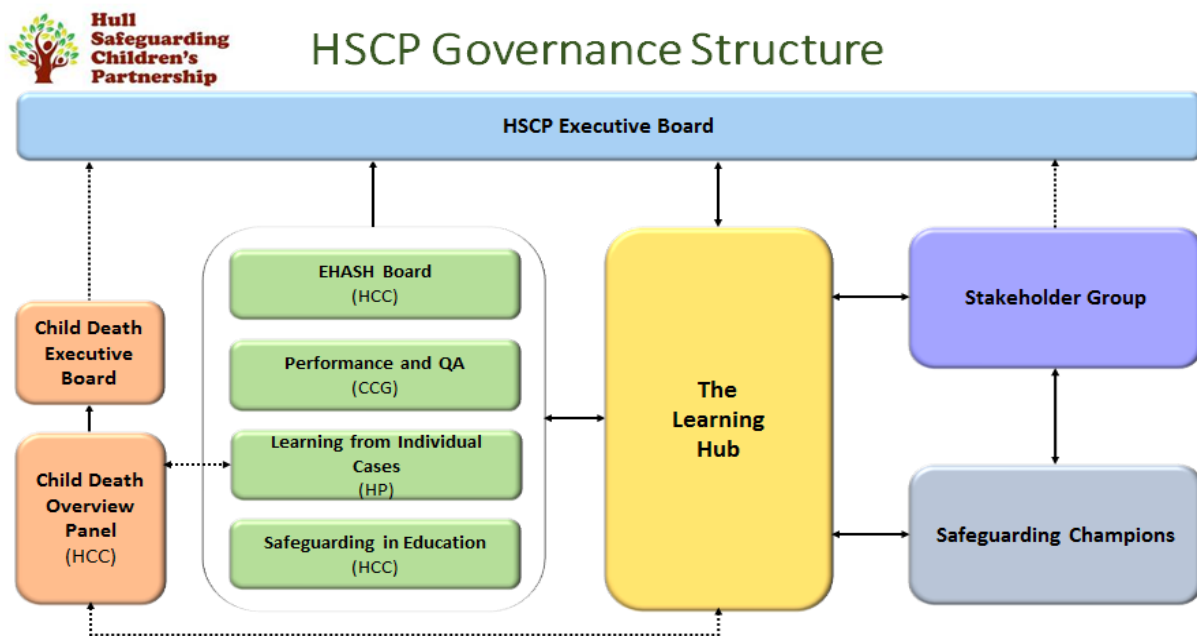 Hull
Safeguarding
Children's
Partnership
HSCP Governance Structure
HSCP Executive Board
Child Death
Executive
Board
Child Death
Overview
Panel
(HCC)
EHASH Board
(HCC)
Performance and QA
(CCG)
Learning from Individual
Cases
(HP)
Safeguarding in Education
(HCC)
The
Learning
Hub
Stakeholder Group
Safeguarding Champions